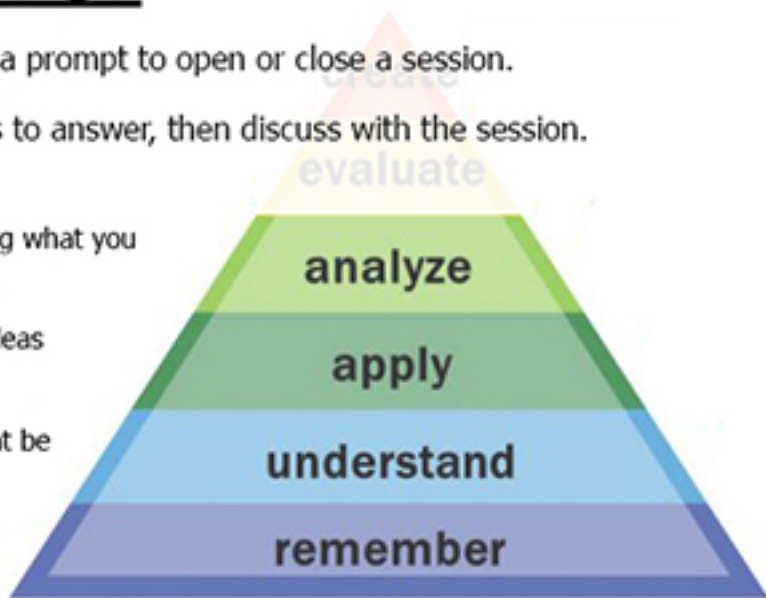 a prompt to open or close a session.
create
to answer, then discuss with the session.
evaluate
what you
analyze
apply
be
understand
remember